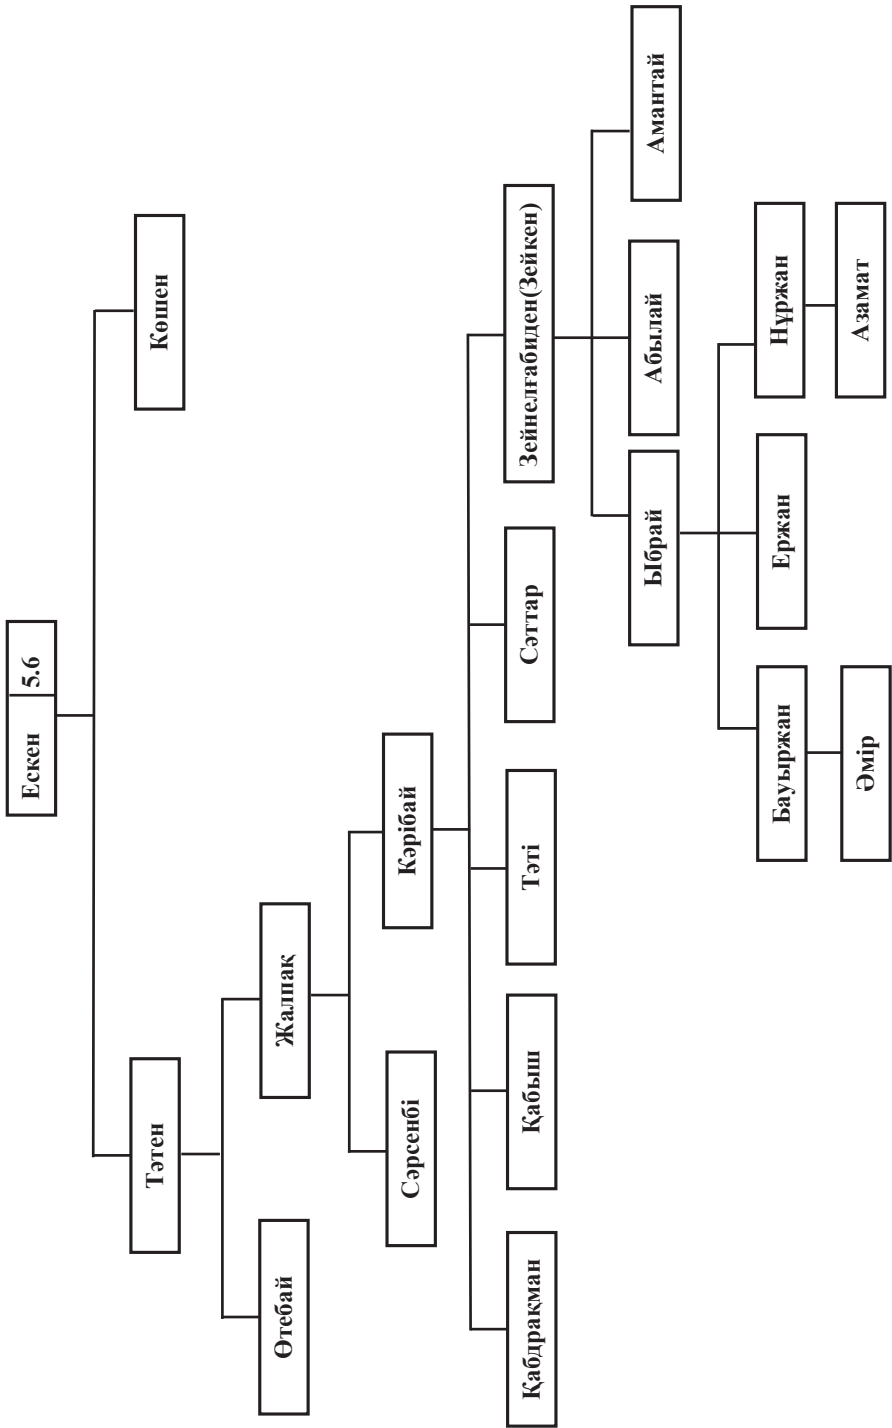 Ескен 5.6
Тәтен
Көшен
Өтебай
Жалпақ
Сәрсенбі
Кәрібай
Қабдрақман
Қабыш
Тәті
Сәттар
Зейнелғабиден(Зейкен)
Ыбрай
Абылай
Амантай
Бауыржан
Ержан
Нұржан
Әмір
Азамат